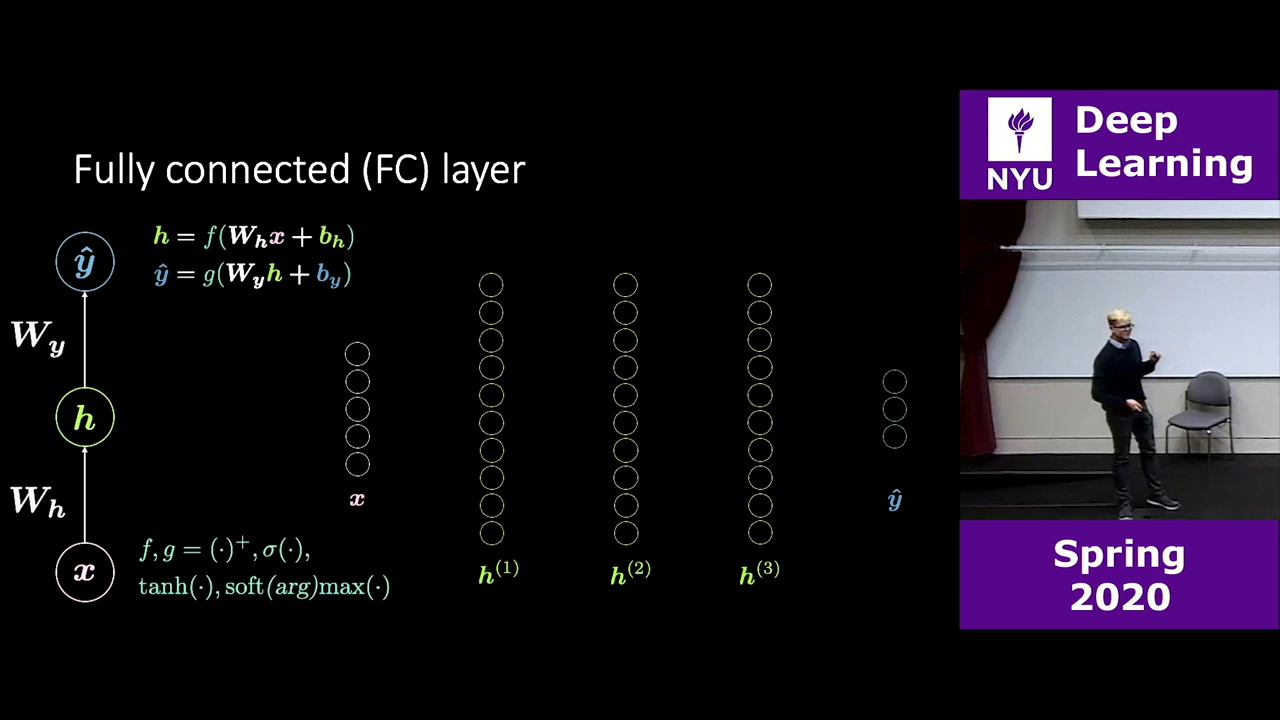 Fully connected (FC) layer
h = f(W_h x + b_h)
ŷ = g(W_y h + b_y)
ŷ
W_y
h
W_h
x
f, g = (·)⁺, σ(·),
tanh(·), soft(arg)max(·)
x
h⁽¹⁾
h⁽²⁾
h⁽³⁾
ŷ
NYU
Deep
Learning
Spring
2020